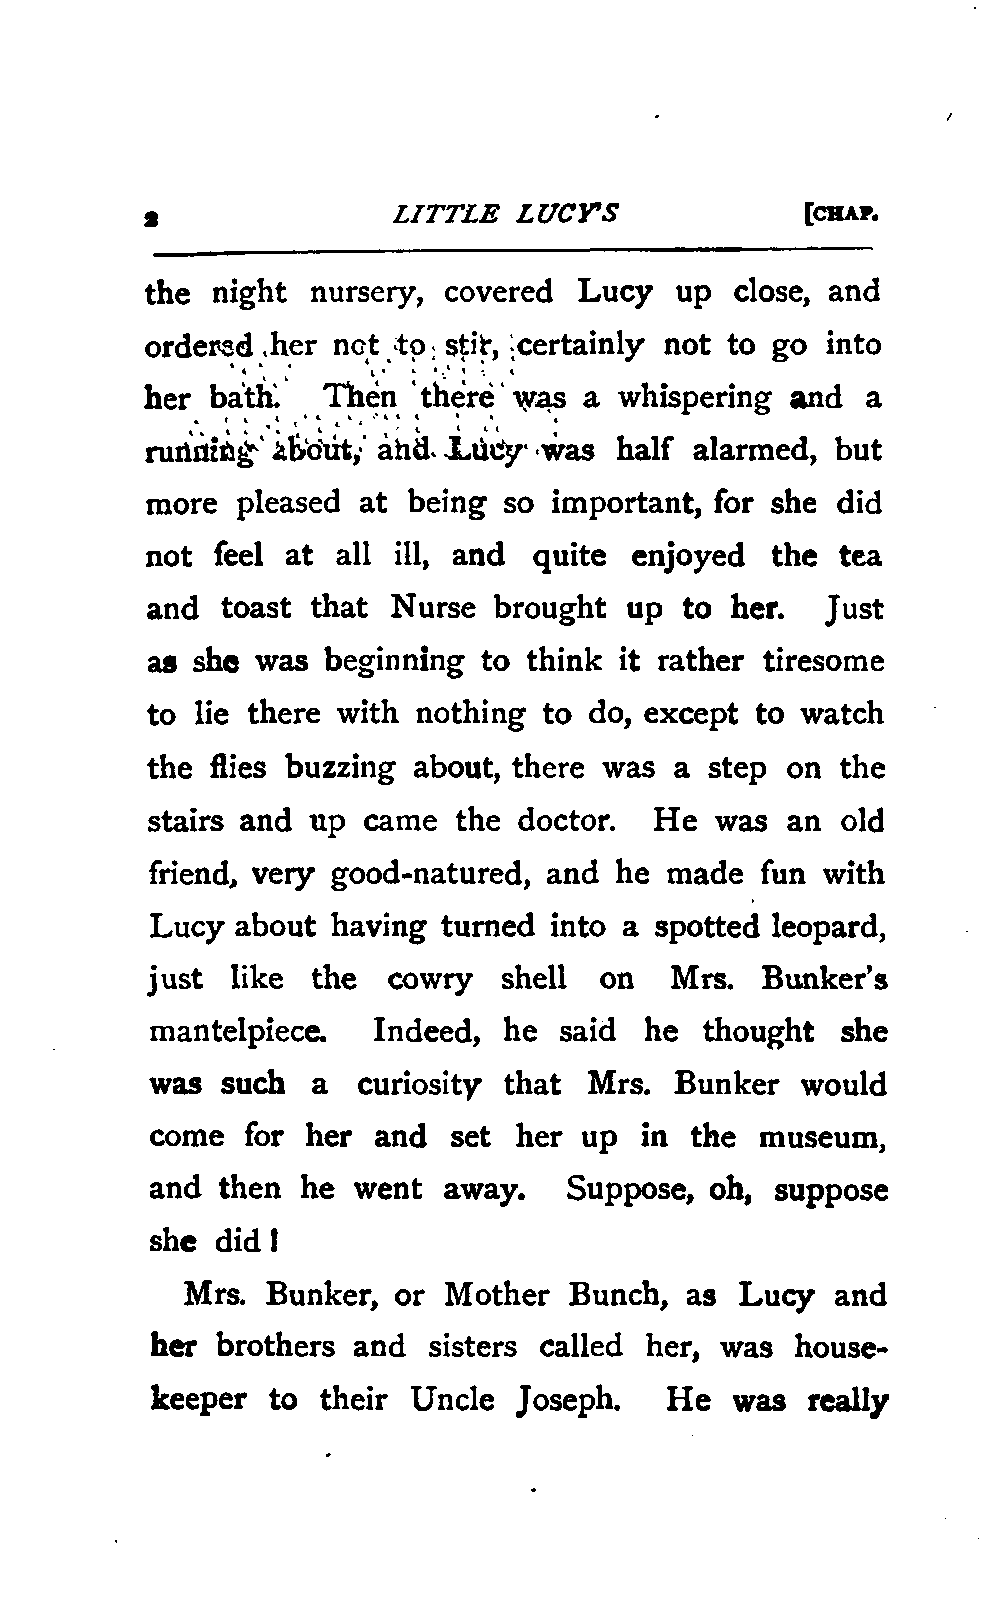 2 LITTLE LUCY'S [CHAP.
the night nursery, covered Lucy up close, and
ordered her not to stir, certainly not to go into
her bath. Then there was a whispering and a
running about, and Lucy was half alarmed, but
more pleased at being so important, for she did
not feel at all ill, and quite enjoyed the tea
and toast that Nurse brought up to her. Just
as she was beginning to think it rather tiresome
to lie there with nothing to do, except to watch
the flies buzzing about, there was a step on the
stairs and up came the doctor. He was an old
friend, very good-natured, and he made fun with
Lucy about having turned into a spotted leopard,
just like the cowry shell on Mrs. Bunker's
mantelpiece. Indeed, he said he thought she
was such a curiosity that Mrs. Bunker would
come for her and set her up in the museum,
and then he went away. Suppose, oh, suppose
she did!
Mrs. Bunker, or Mother Bunch, as Lucy and
her brothers and sisters called her, was house-
keeper to their Uncle Joseph. He was really